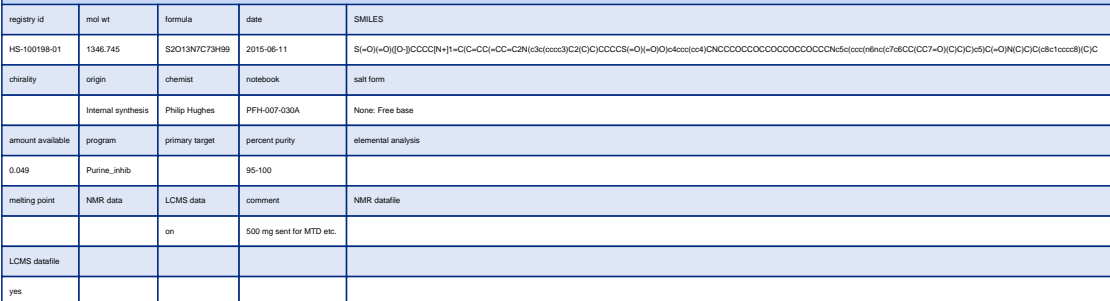 registry id mol wt formula date SMILES
HS-100198-01 1346.745 S2O13N7C73H99 2015-06-11 S(=O)(=O)([O-])CCCC[N+]1=C(C=CC(=CC=C2N(c3c(cccc3)C2(C)C)CCCCS(=O)(=O)O)c4ccc(cc4)CNCCCOCCOCCOCCOCCOCCCNc5c(ccc(n6nc(c7c6CC(CC7=O)(C)C)C)c5)C(=O)N(C)C)C(c8c1cccc8)(C)C
chirality origin chemist notebook salt form
Internal synthesis Philip Hughes PFH-007-030A None: Free base
amount available program primary target percent purity elemental analysis
0.049 Purine_inhib 95-100
melting point NMR data LCMS data comment NMR datafile
on 500 mg sent for MTD etc.
LCMS datafile
yes